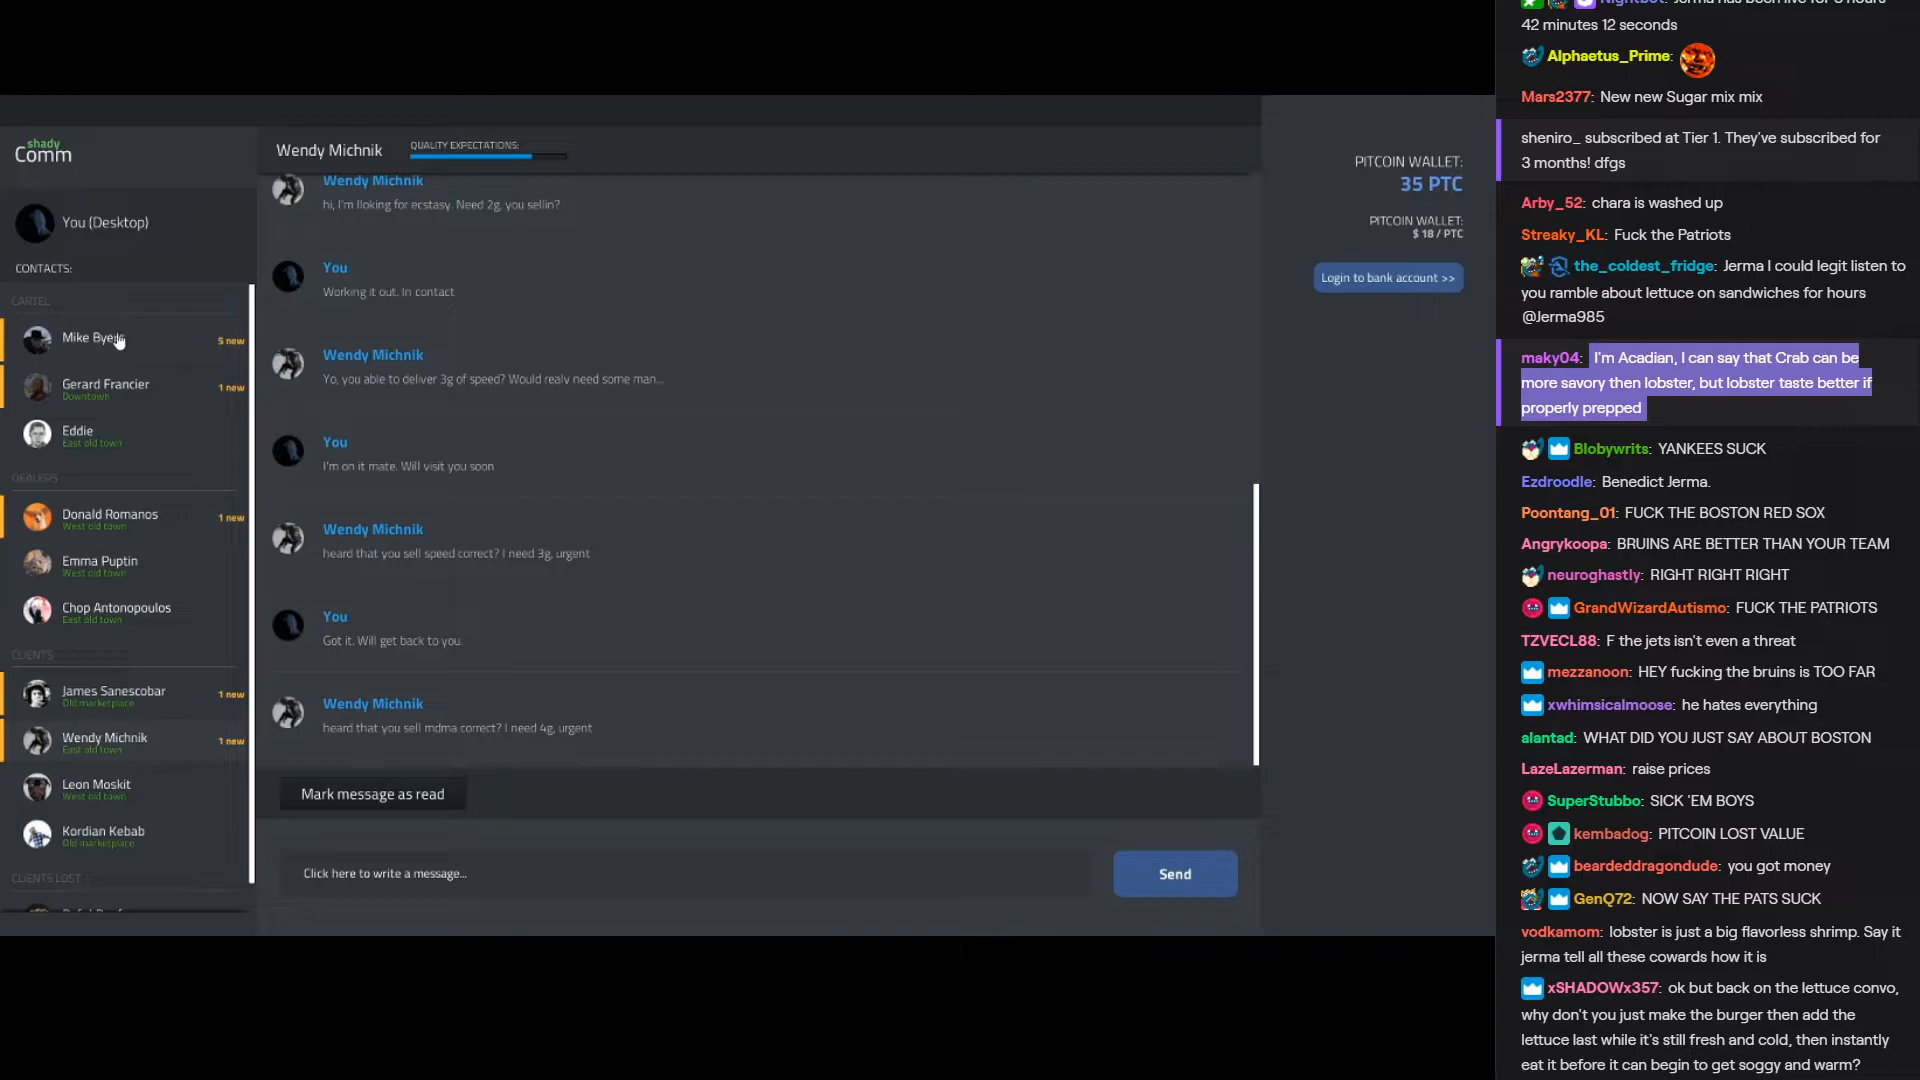 shady
Comm
You (Desktop)
CONTACTS:
CARTEL
Mike Byers
5 new
Gerard Francier
Downtown
1 new
Eddie
East old town
DEALERS
Donald Romanos
West old town
1 new
Emma Puptin
West old town
Chop Antonopoulos
East old town
CLIENTS
James Sanescobar
Old marketplace
1 new
Wendy Michnik
East old town
1 new
Leon Moskit
West old town
Kordian Kebab
Old marketplace
CLIENTS LOST
Wendy Michnik
QUALITY EXPECTATIONS:
Wendy Michnik
hi, I'm lloking for ecstasy. Need 2g, you sellin?
You
Working it out. In contact
Wendy Michnik
Yo, you able to deliver 3g of speed? Would realy need some man...
You
I'm on it mate. Will visit you soon
Wendy Michnik
heard that you sell speed correct? I need 3g, urgent
You
Got it. Will get back to you.
Wendy Michnik
heard that you sell mdma correct? I need 4g, urgent
Mark message as read
Click here to write a message...
Send
PITCOIN WALLET:
35 PTC
PITCOIN WALLET:
$ 18 / PTC
Login to bank account >>
42 minutes 12 seconds
Alphaetus_Prime:
Mars2377: New new Sugar mix mix
sheniro_ subscribed at Tier 1. They've subscribed for
3 months! dfgs
Arby_52: chara is washed up
Streaky_KL: Fuck the Patriots
the_coldest_fridge: Jerma I could legit listen to
you ramble about lettuce on sandwiches for hours
@Jerma985
maky04: I'm Acadian, I can say that Crab can be
more savory then lobster, but lobster taste better if
properly prepped
Blobywrits: YANKEES SUCK
Ezdroodle: Benedict Jerma.
Poontang_01: FUCK THE BOSTON RED SOX
Angrykoopa: BRUINS ARE BETTER THAN YOUR TEAM
neuroghastly: RIGHT RIGHT RIGHT
GrandWizardAutismo: FUCK THE PATRIOTS
TZVECL88: F the jets isn't even a threat
mezzanoon: HEY fucking the bruins is TOO FAR
xwhimsicalmoose: he hates everything
alantad: WHAT DID YOU JUST SAY ABOUT BOSTON
LazeLazerman: raise prices
SuperStubbo: SICK 'EM BOYS
kembadog: PITCOIN LOST VALUE
beardeddragondude: you got money
GenQ72: NOW SAY THE PATS SUCK
vodkamom: lobster is just a big flavorless shrimp. Say it
jerma tell all these cowards how it is
xSHADOWx357: ok but back on the lettuce convo,
why don't you just make the burger then add the
lettuce last while it's still fresh and cold, then instantly
eat it before it can begin to get soggy and warm?